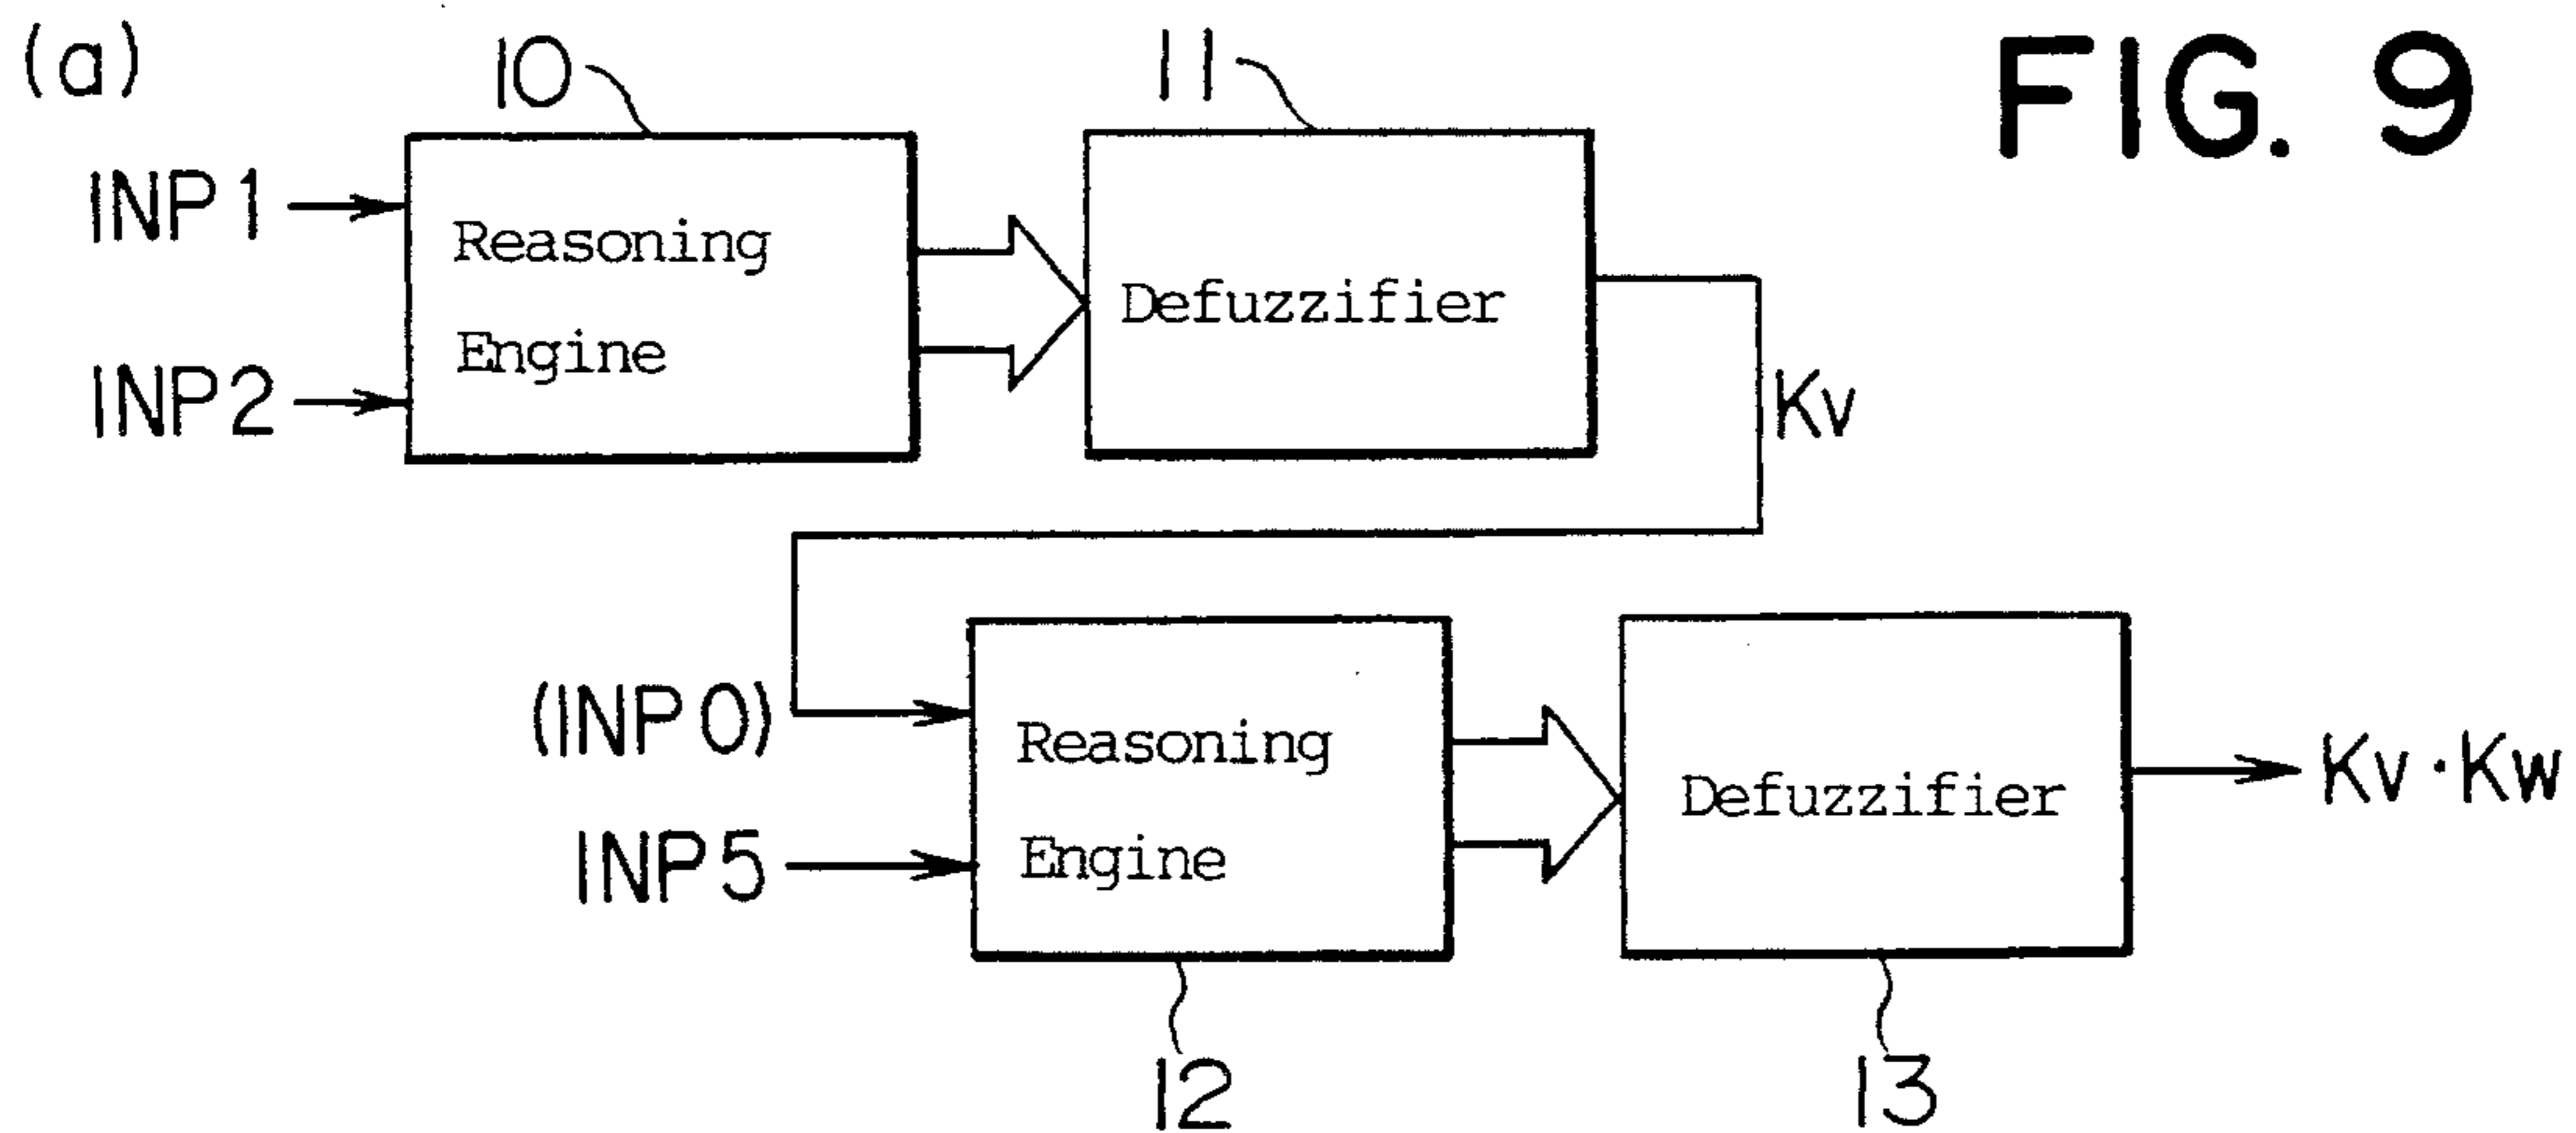 (a)
10
11
FIG. 9
INP1
Reasoning
Engine
Defuzzifier
INP2
Kv
(INP0)
Reasoning
Engine
Defuzzifier
Kv·Kw
INP5
12
13